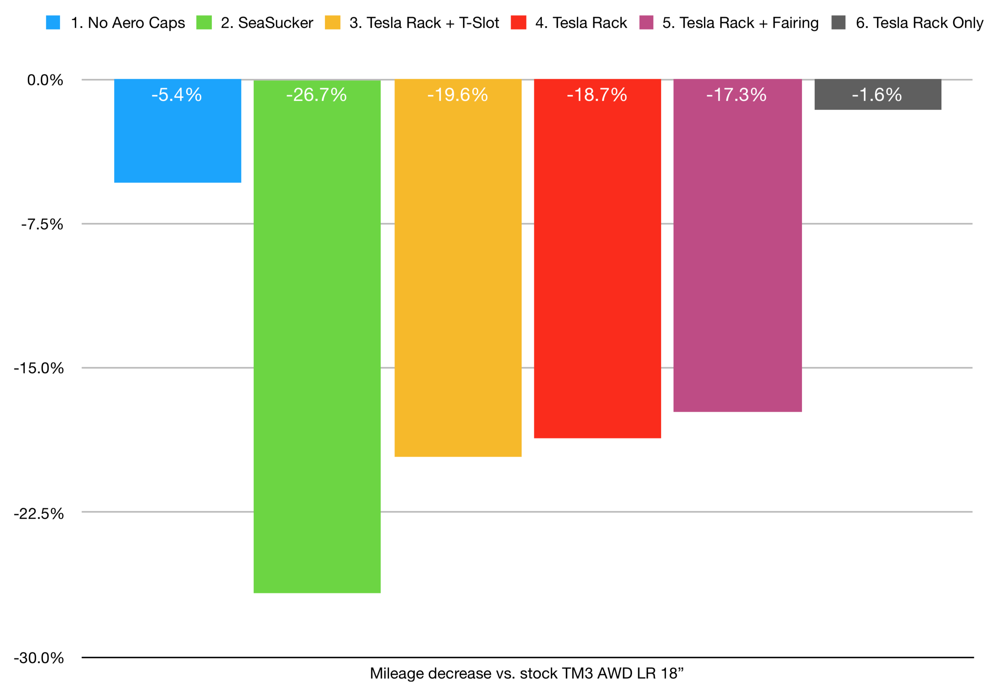 1. No Aero Caps 2. SeaSucker 3. Tesla Rack + T-Slot 4. Tesla Rack 5. Tesla Rack + Fairing 6. Tesla Rack Only
0.0%
-5.4% -26.7% -19.6% -18.7% -17.3% -1.6%
-7.5%
-15.0%
-22.5%
-30.0%
Mileage decrease vs. stock TM3 AWD LR 18”